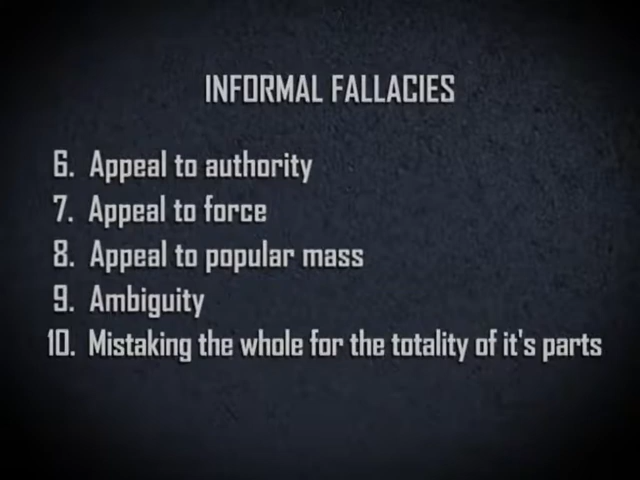 INFORMAL FALLACIES
6. Appeal to authority
7. Appeal to force
8. Appeal to popular mass
9. Ambiguity
10. Mistaking the whole for the totality of it's parts